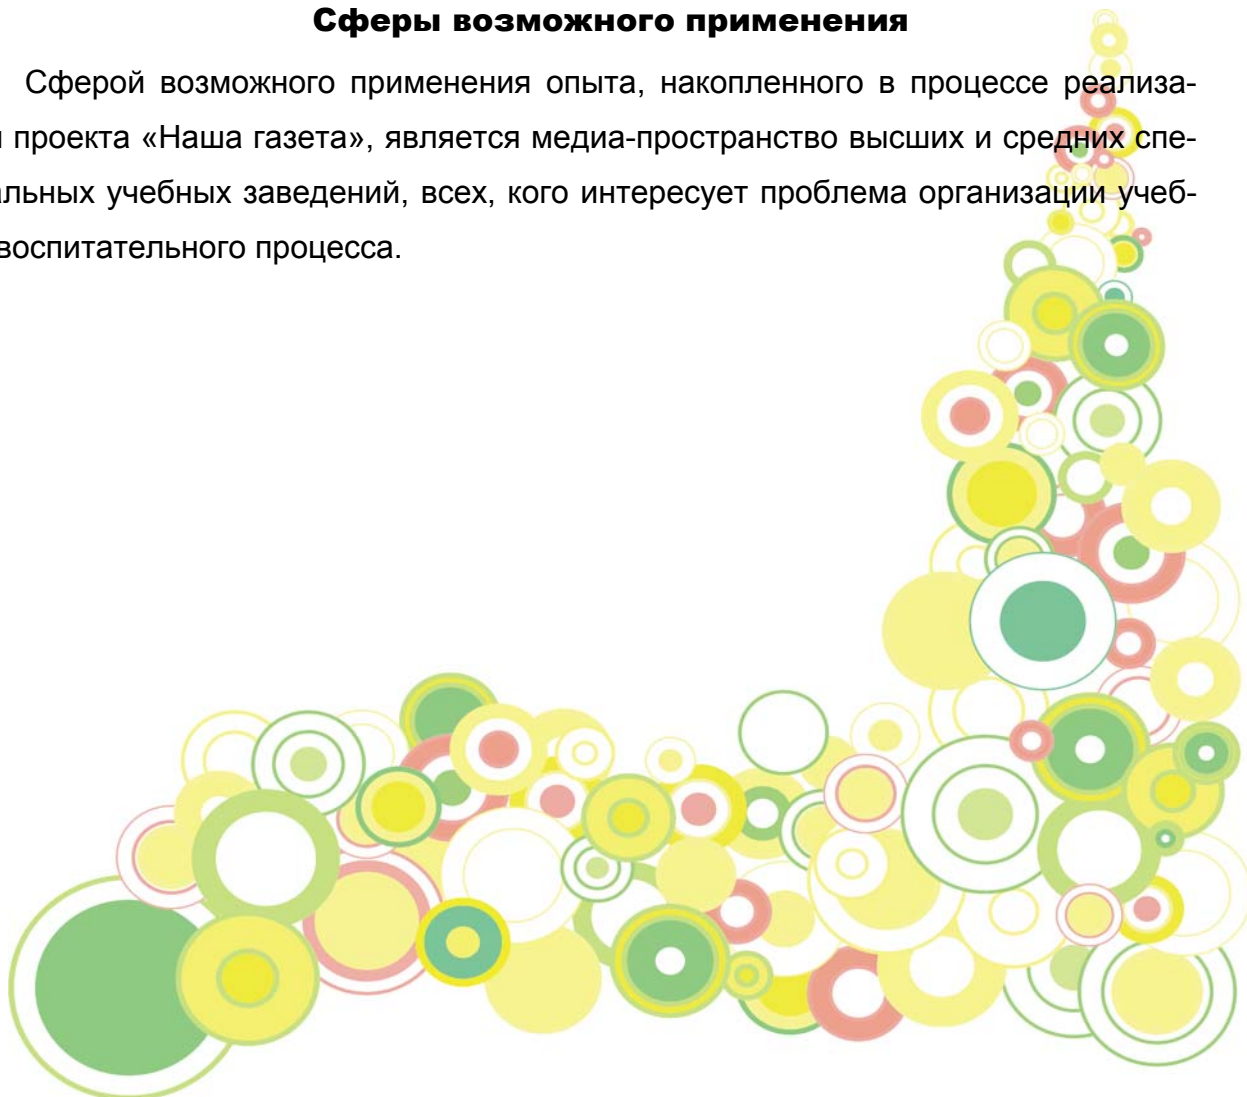 Сферы возможного применения
Сферой возможного применения опыта, накопленного в процессе реализа-
и проекта «Наша газета», является медиа-пространство высших и средних спе-
альных учебных заведений, всех, кого интересует проблема организации учеб-
воспитательного процесса.